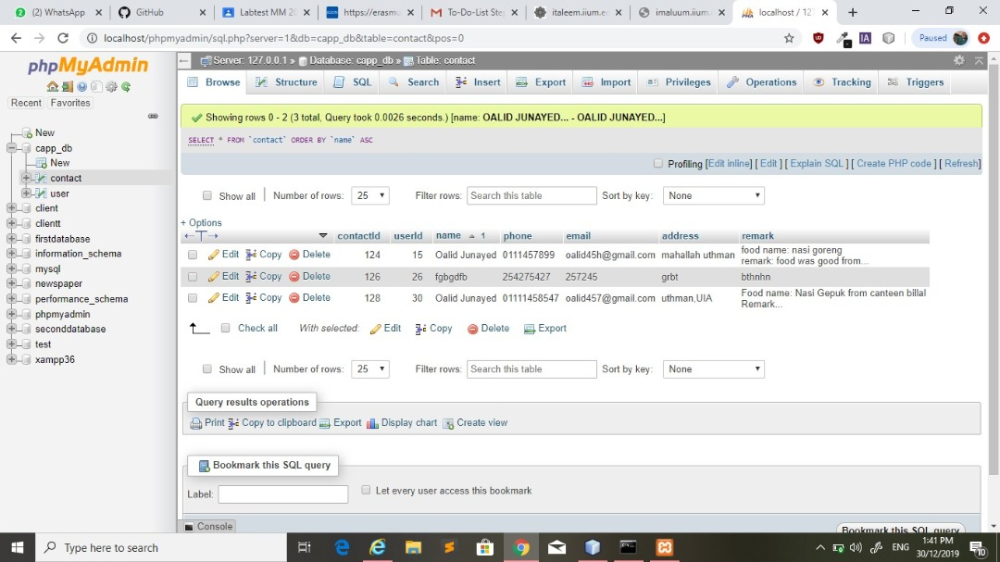 (2) WhatsApp
GitHub
Labtest MM 2
https://erasmu
To-Do-List Ste
italeem.iium.e
imaluum.iium.
localhost / 12
localhost/phpmyadmin/sql.php?server=1&db=capp_db&table=contact&pos=0
Paused
phpMyAdmin
Recent Favorites
New
capp_db
New
contact
user
client
clientt
firstdatabase
information_schema
mysql
newspaper
performance_schema
phpmyadmin
seconddatabase
test
xampp36
Server: 127.0.0.1 » Database: capp_db » Table: contact
Browse Structure SQL Search Insert Export Import Privileges Operations Tracking Triggers
Showing rows 0 - 2 (3 total, Query took 0.0026 seconds.) [name: OALID JUNAYED... - OALID JUNAYED...]
SELECT * FROM `contact` ORDER BY `name` ASC
Profiling [Edit inline] [ Edit ] [ Explain SQL ] [ Create PHP code ] [ Refresh]
Show all Number of rows: 25 Filter rows: Search this table Sort by key: None
+ Options
contactId userId name 1 phone email address remark
Edit Copy Delete 124 15 Oalid Junayed 0111457899 oalid45h@gmail.com mahallah uthman food name: nasi goreng
remark: food was good from...
Edit Copy Delete 126 26 fgbgdfb 254275427 257245 grbt bthnhn
Edit Copy Delete 128 30 Oalid Junayed 01111458547 oalid457@gmail.com uthman,UIA Food name: Nasi Gepuk from canteen billal
Remark...
Check all With selected: Edit Copy Delete Export
Show all Number of rows: 25 Filter rows: Search this table Sort by key: None
Query results operations
Print Copy to clipboard Export Display chart Create view
Bookmark this SQL query
Label: Let every user access this bookmark
Console
Bookmark this SQL query
Type here to search
ENG
1:41 PM
30/12/2019
10